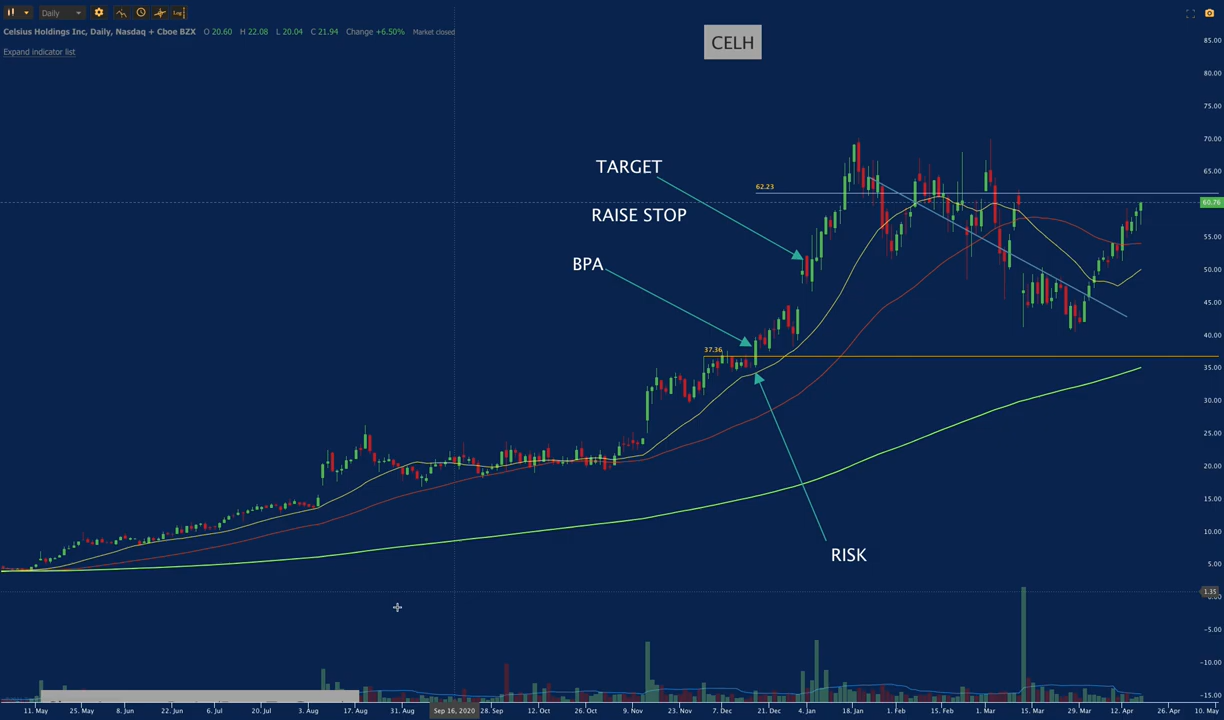 Daily
Log
Celsius Holdings Inc, Daily, Nasdaq + Cboe BZX O 20.60 H 22.08 L 20.04 C 21.94 Change +6.50% Market closed
Expand indicator list
CELH
TARGET
RAISE STOP
BPA
RISK
62.23
37.36
85.00
80.00
75.00
70.00
65.00
60.76
55.00
50.00
45.00
40.00
35.00
30.00
25.00
20.00
15.00
10.00
5.00
1.35
0.00
−5.00
−10.00
−15.00
11. May 25. May 8. Jun 22. Jun 6. Jul 20. Jul 3. Aug 17. Aug 31. Aug Sep 16, 2020 28. Sep 12. Oct 26. Oct 9. Nov 23. Nov 7. Dec 21. Dec 4. Jan 18. Jan 1. Feb 15. Feb 1. Mar 15. Mar 29. Mar 12. Apr 26. Apr 10. May